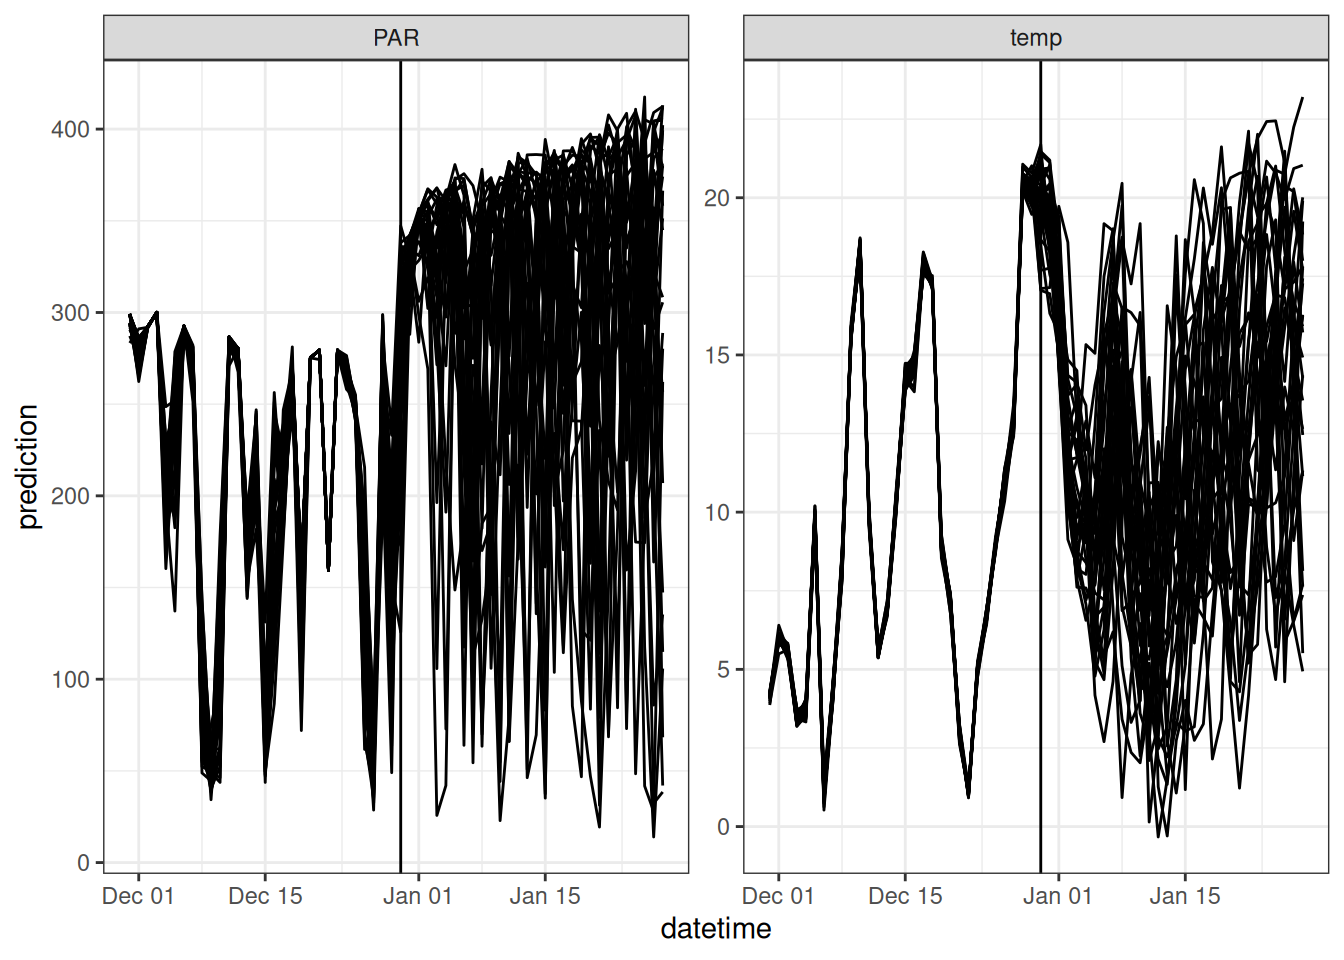 PAR
temp
prediction
400
300
200
100
0
20
15
10
5
0
Dec 01
Dec 15
Jan 01
Jan 15
Dec 01
Dec 15
Jan 01
Jan 15
datetime